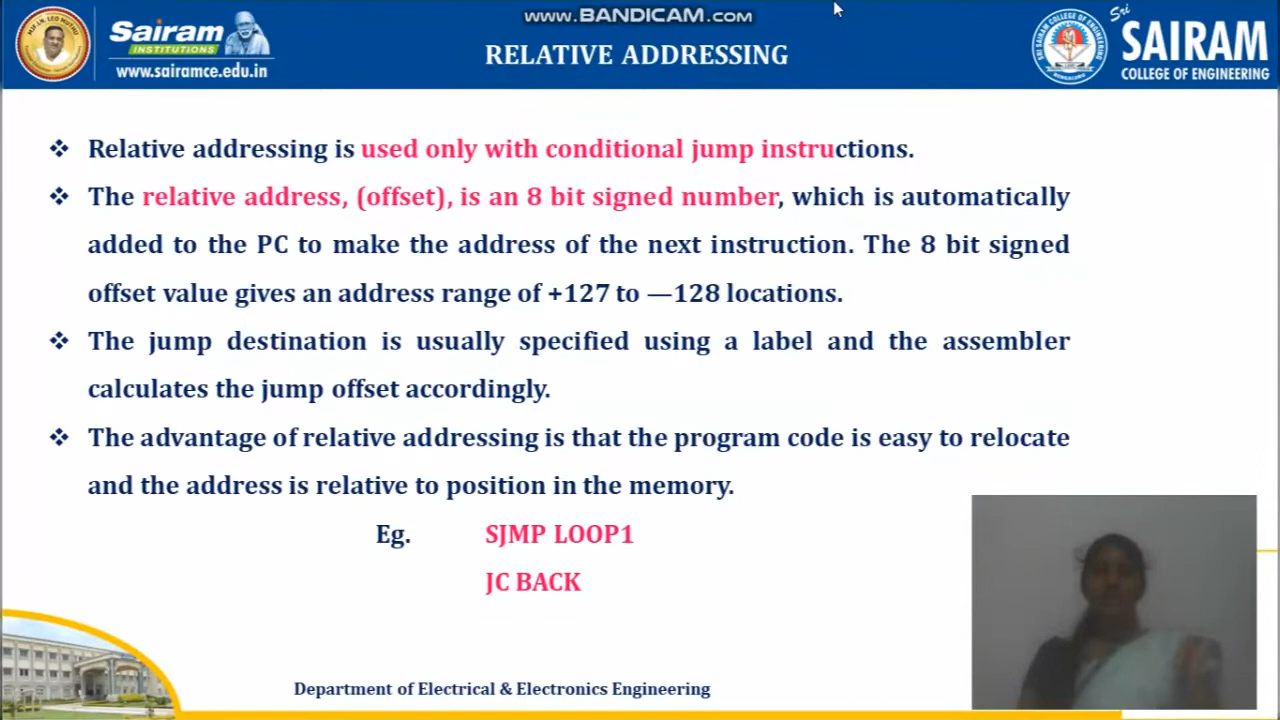 www.BANDICAM.com
Sairam
INSTITUTIONS
www.sairamce.edu.in
RELATIVE ADDRESSING
Sri
SAIRAM
COLLEGE OF ENGINEERING
❖ Relative addressing is used only with conditional jump instructions.
❖ The relative address, (offset), is an 8 bit signed number, which is automatically
added to the PC to make the address of the next instruction. The 8 bit signed
offset value gives an address range of +127 to —128 locations.
❖ The jump destination is usually specified using a label and the assembler
calculates the jump offset accordingly.
❖ The advantage of relative addressing is that the program code is easy to relocate
and the address is relative to position in the memory.
Eg. SJMP LOOP1
JC BACK
Department of Electrical & Electronics Engineering